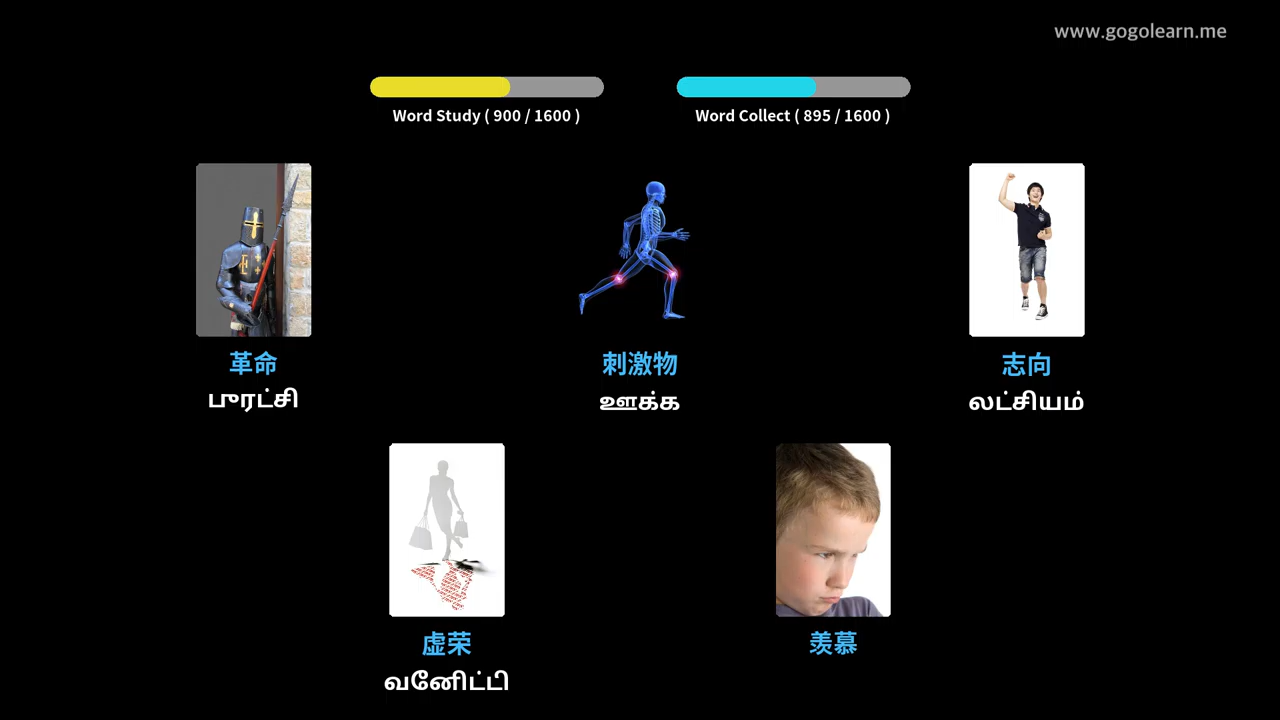 www.gogolearn.me
Word Study ( 900 / 1600 )
Word Collect ( 895 / 1600 )
革命
புரட்சி
刺激物
ஊக்க
志向
லட்சியம்
虚荣
வனேிட்டி
羡慕